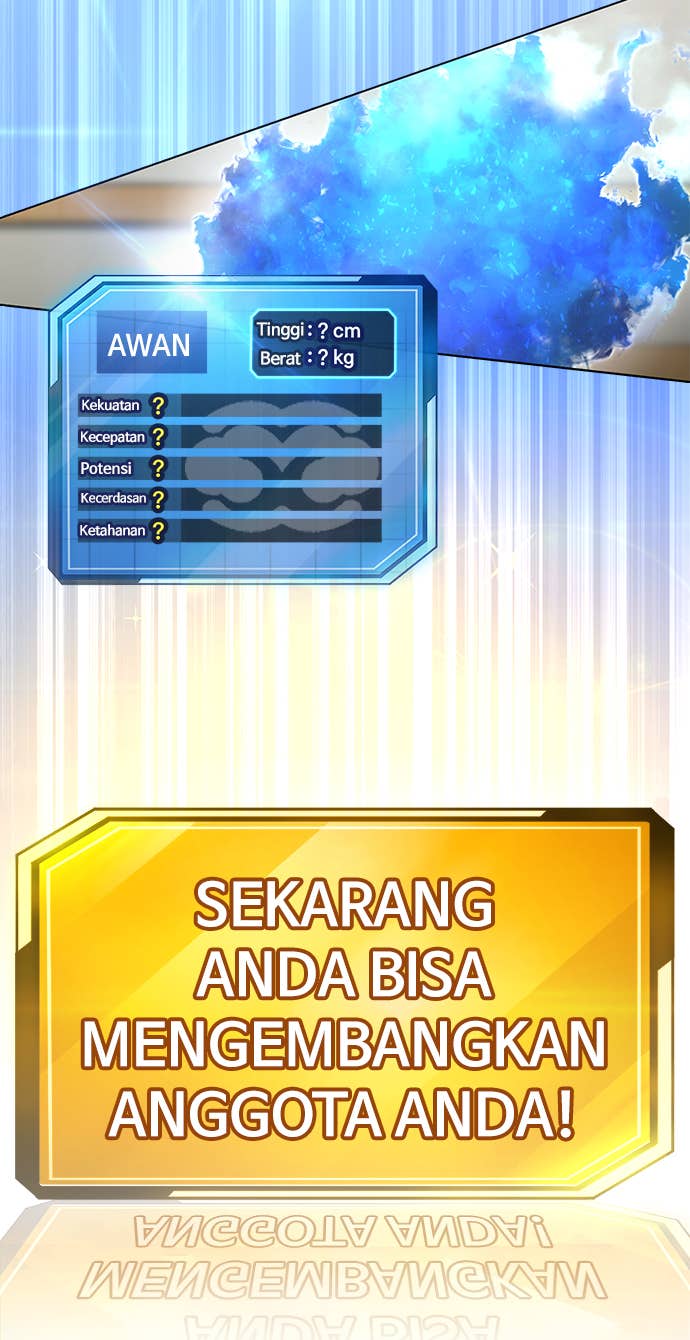 AWAN
Tinggi : ? cm
Berat : ? kg
Kekuatan ?
Kecepatan ?
Potensi ?
Kecerdasan ?
Ketahanan ?
SEKARANG
ANDA BISA
MENGEMBANGKAN
ANGGOTA ANDA!